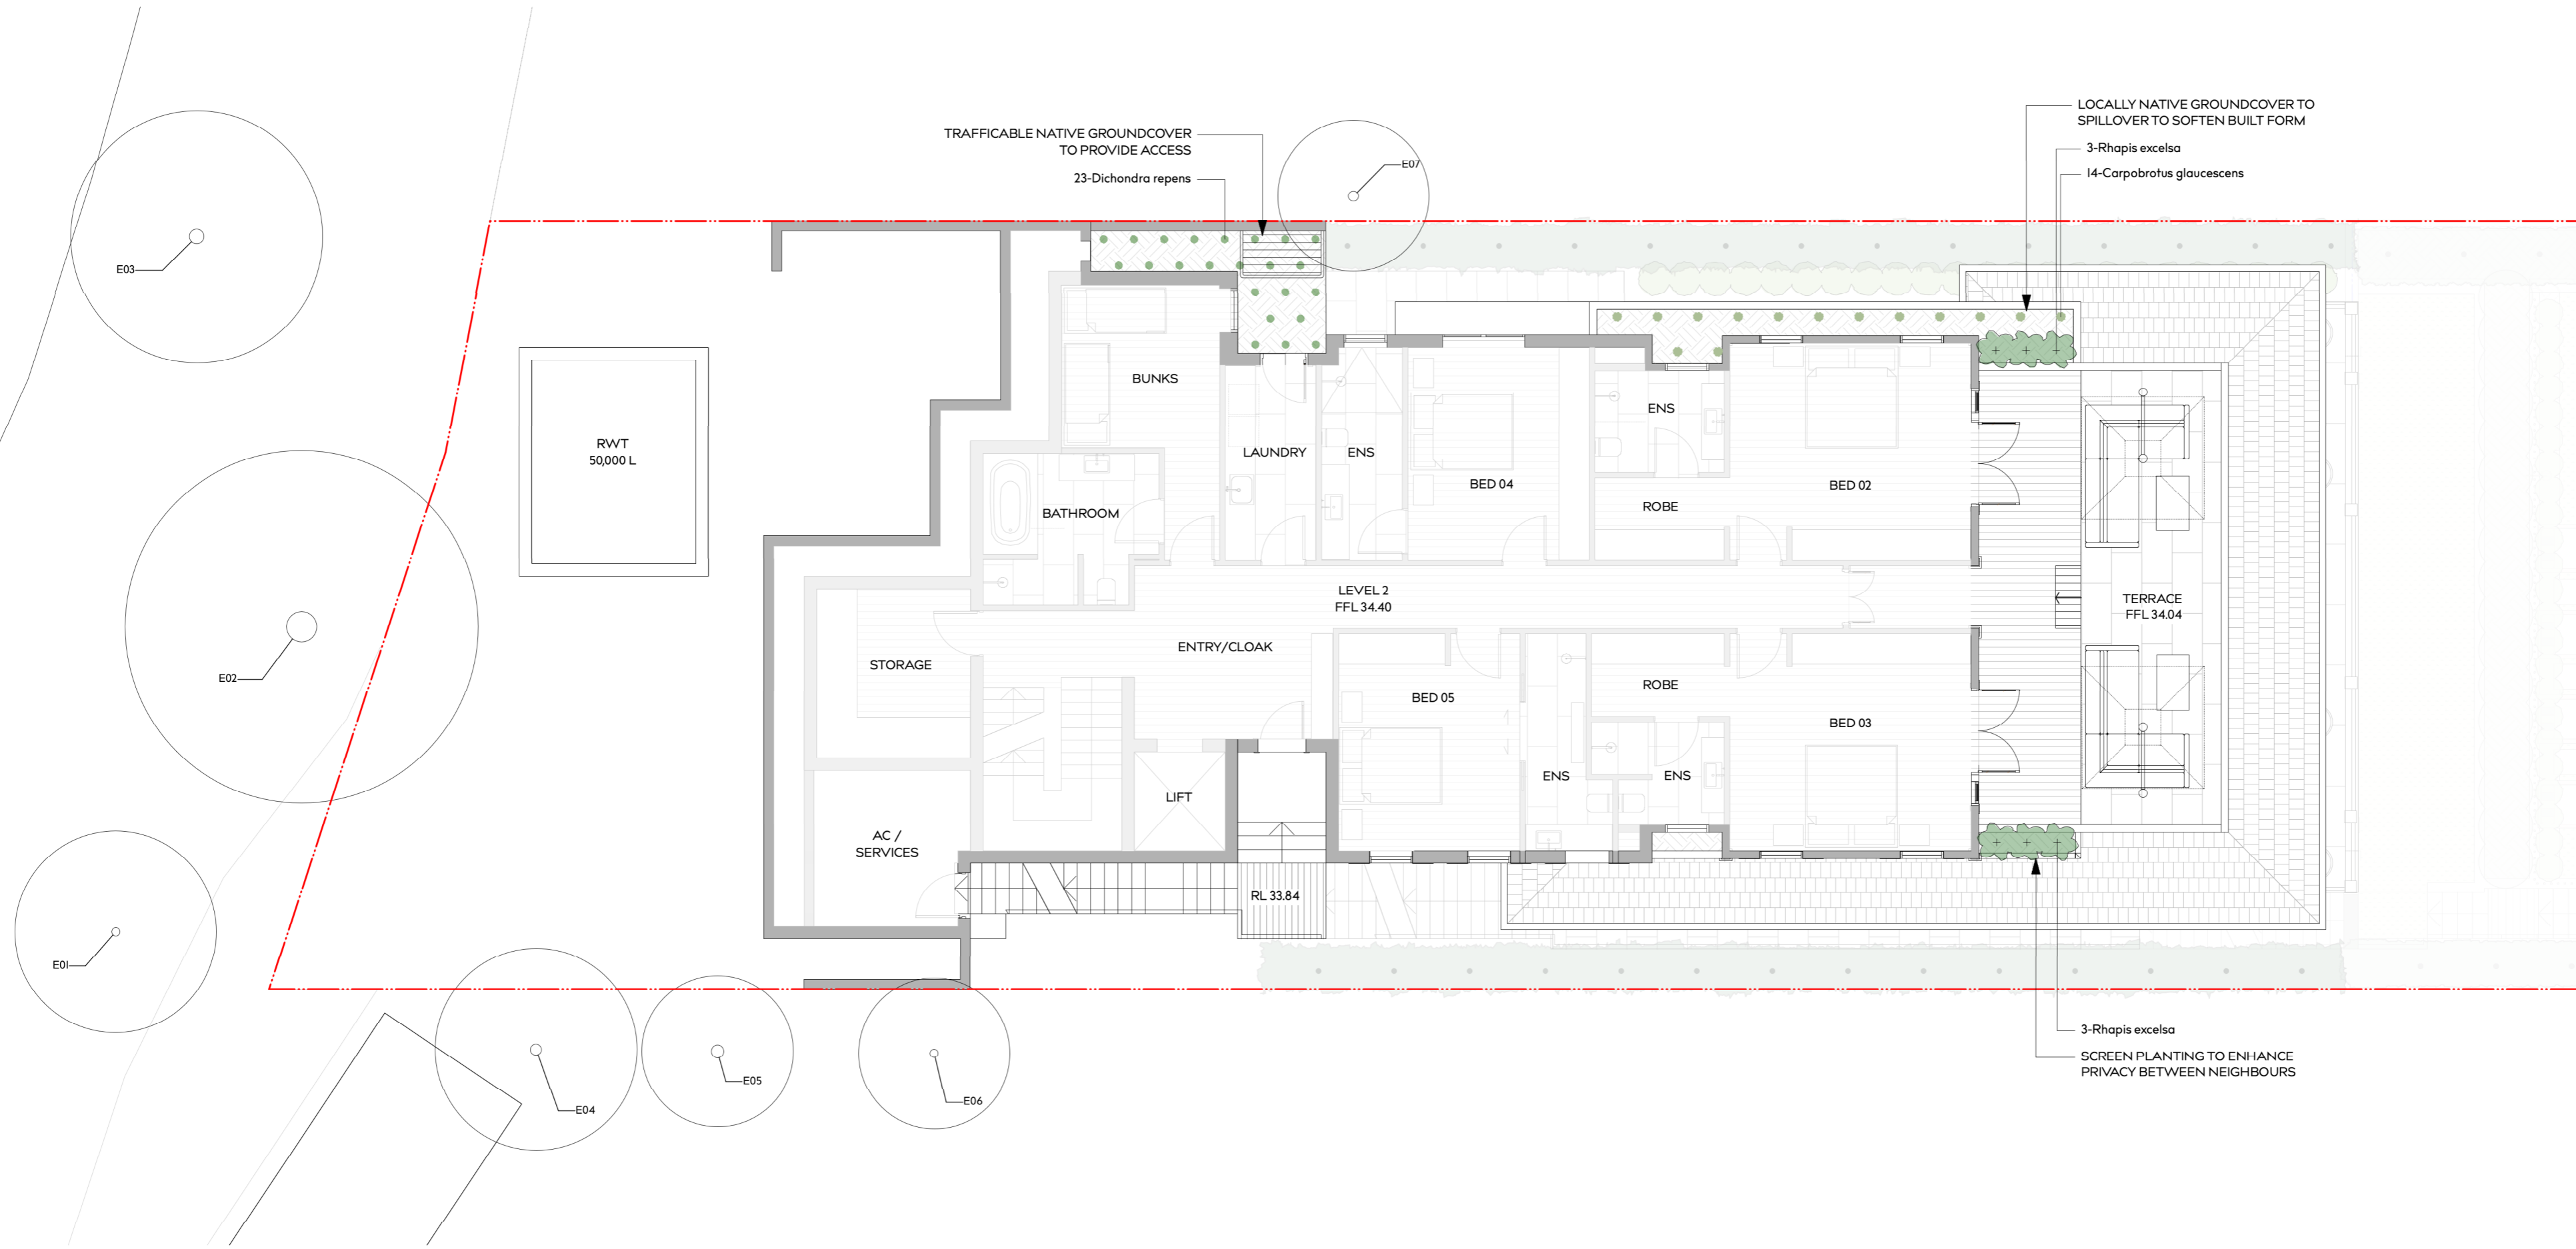 LOCALLY NATIVE GROUNDCOVER TO
SPILLOVER TO SOFTEN BUILT FORM
3-Rhapis excelsa
14-Carpobrotus glaucescens
TRAFFICABLE NATIVE GROUNDCOVER
TO PROVIDE ACCESS
23-Dichondra repens
E07
E03
RWT
50,000 L
BUNKS
LAUNDRY
ENS
BED 04
ENS
ROBE
BED 02
BATHROOM
LEVEL 2
FFL 34.40
TERRACE
FFL 34.04
E02
STORAGE
ENTRY/CLOAK
BED 05
ROBE
BED 03
ENS
ENS
LIFT
AC /
SERVICES
RL 33.84
E01
E04
E05
E06
3-Rhapis excelsa
SCREEN PLANTING TO ENHANCE
PRIVACY BETWEEN NEIGHBOURS